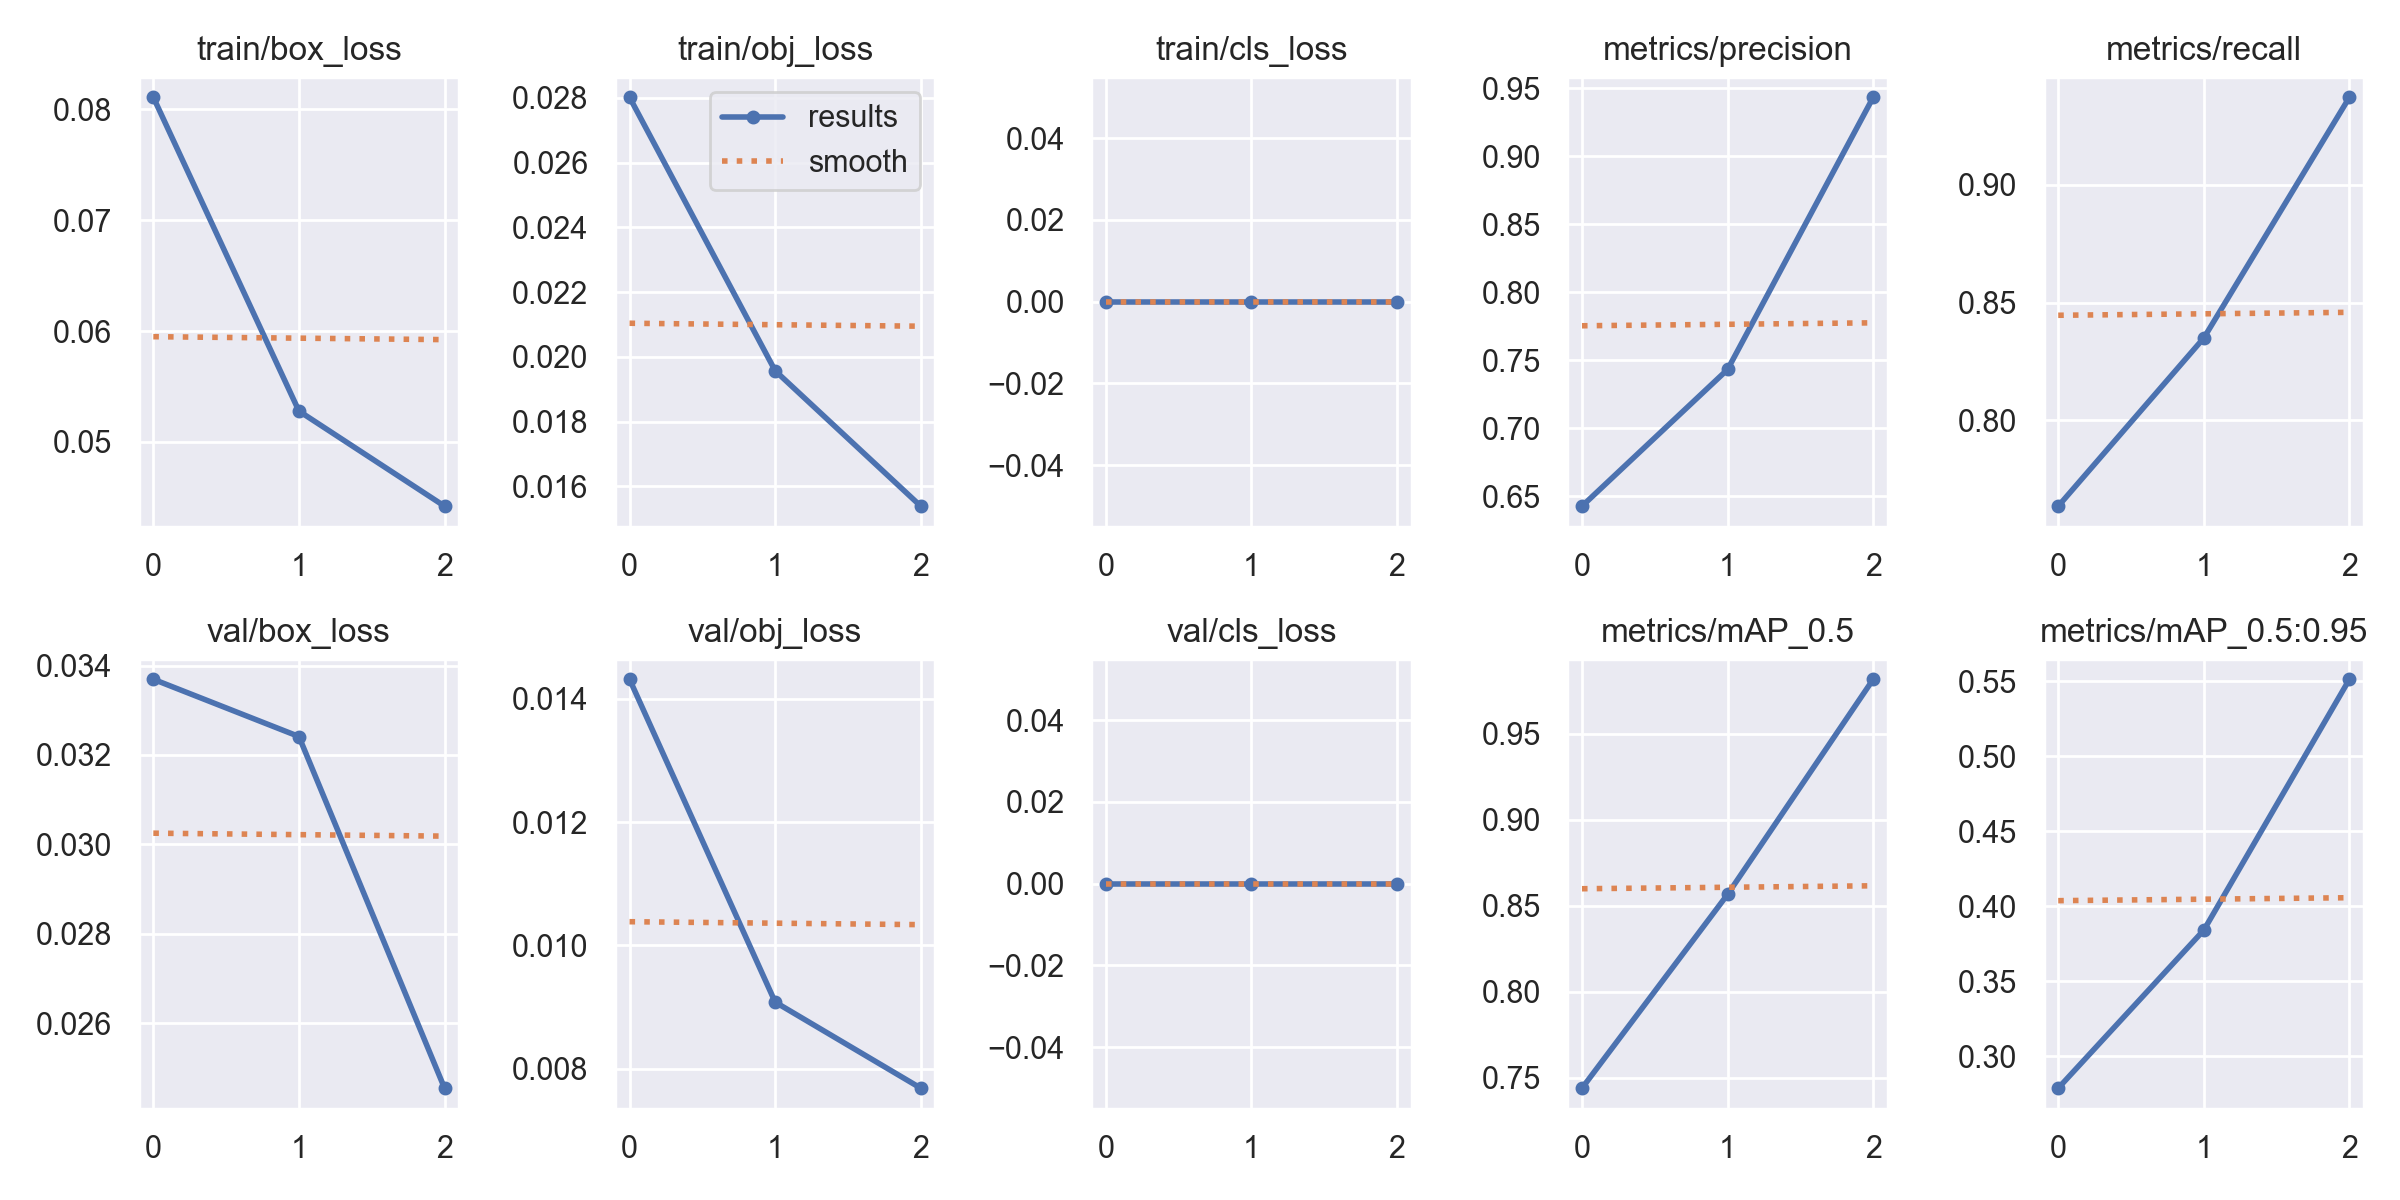 train/box_loss
0.08
0.07
0.06
0.05
0 1 2
train/obj_loss
0.028
0.026
0.024
0.022
0.020
0.018
0.016
results
smooth
0 1 2
train/cls_loss
0.04
0.02
0.00
−0.02
−0.04
0 1 2
metrics/precision
0.95
0.90
0.85
0.80
0.75
0.70
0.65
0 1 2
metrics/recall
0.90
0.85
0.80
0 1 2
val/box_loss
0.034
0.032
0.030
0.028
0.026
0 1 2
val/obj_loss
0.014
0.012
0.010
0.008
0 1 2
val/cls_loss
0.04
0.02
0.00
−0.02
−0.04
0 1 2
metrics/mAP_0.5
0.95
0.90
0.85
0.80
0.75
0 1 2
metrics/mAP_0.5:0.95
0.55
0.50
0.45
0.40
0.35
0.30
0 1 2